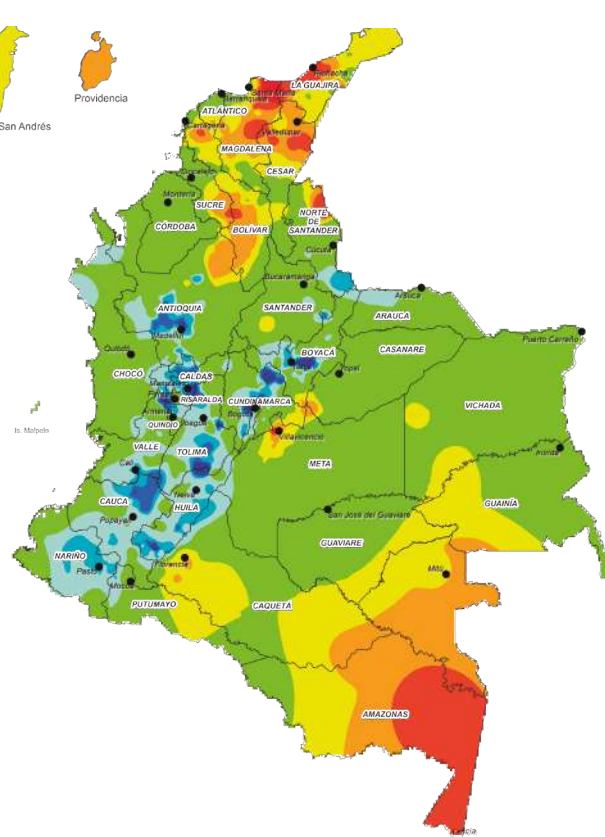 Providencia
San Andrés
Riohacha
LA GUAJIRA
Santa Marta
Barranquilla
ATLÁNTICO
Cartagena
Valledupar
MAGDALENA
CESAR
Sincelejo
Montería
SUCRE
NORTE
DE
SANTANDER
CÓRDOBA
BOLÍVAR
Cúcuta
Bucaramanga
Arauca
ANTIOQUIA
SANTANDER
ARAUCA
Medellín
Puerto Carreño
Quibdó
BOYACÁ
CASANARE
Tunja
Yopal
CHOCÓ
CALDAS
Manizales
Pereira
RISARALDA
CUNDINAMARCA
VICHADA
Armenia
Bogotá
QUINDÍO
Ibagué
Is. Malpelo
Villavicencio
VALLE
TOLIMA
Inírida
Cali
META
Neiva
CAUCA
HUILA
GUAINÍA
Popayán
San José del Guaviare
GUAVIARE
NARIÑO
Florencia
Pasto
Mitú
Mocoa
PUTUMAYO
CAQUETÁ
AMAZONAS
Leticia